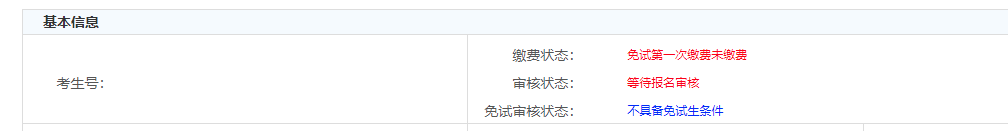 基本信息
缴费状态： 免试第一次缴费未缴费
考生号：
审核状态： 等待报名审核
免试审核状态： 不具备免试生条件